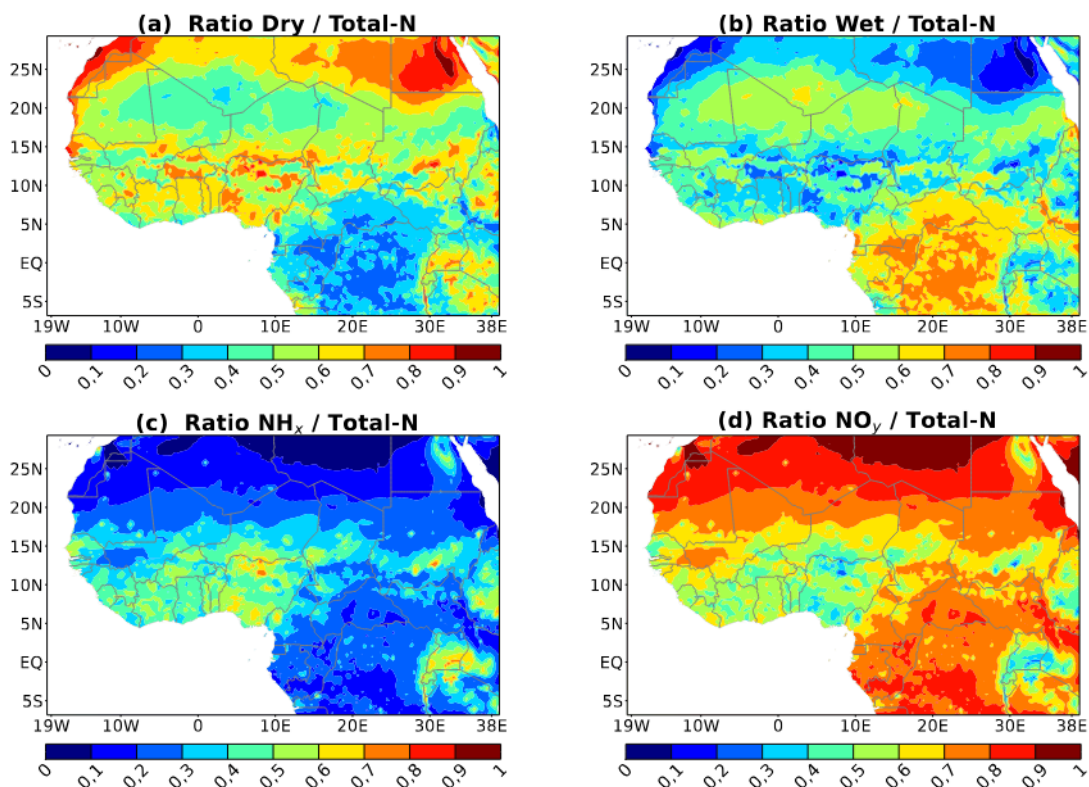 (a) Ratio Dry / Total-N
25N
20N
15N
10N
5N
EQ
5S
19W 10W 0 10E 20E 30E 38E
0 0,1 0,2 0,3 0,4 0,5 0,6 0,7 0,8 0,9 1
(b) Ratio Wet / Total-N
25N
20N
15N
10N
5N
EQ
5S
19W 10W 0 10E 20E 30E 38E
0 0,1 0,2 0,3 0,4 0,5 0,6 0,7 0,8 0,9 1
(c) Ratio NHₓ / Total-N
25N
20N
15N
10N
5N
EQ
5S
19W 10W 0 10E 20E 30E 38E
0 0,1 0,2 0,3 0,4 0,5 0,6 0,7 0,8 0,9 1
(d) Ratio NO_y / Total-N
25N
20N
15N
10N
5N
EQ
5S
19W 10W 0 10E 20E 30E 38E
0 0,1 0,2 0,3 0,4 0,5 0,6 0,7 0,8 0,9 1